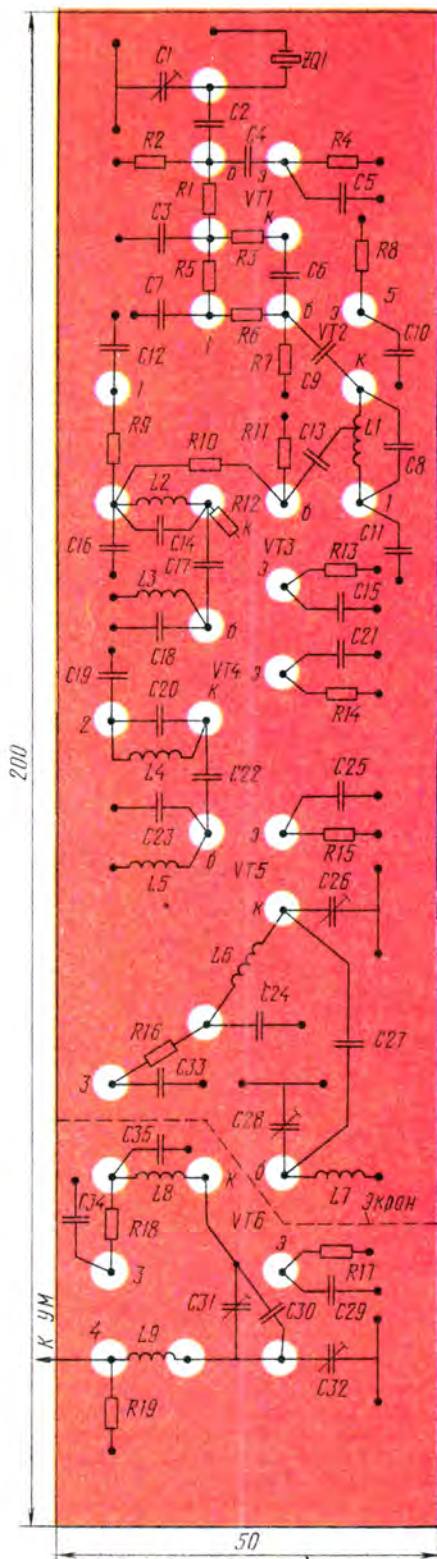 C1
ZQ1
C2
R2
C4
R4
б
э
C5
R1
VT1
C3
к
R3
R8
R5
C6
C7
5
R6
б
э
1
VT2
C10
C12
R7
C9
к
1
R9
R11
C13
L1
C8
R10
L2
R12
1
б
к
C14
C11
C16
C17
VT3
R13
L3
э
C15
C18
б
C21
C19
VT4
э
C20
к
R14
2
L4
C22
C25
C23
б
э
R15
L5
VT5
C26
к
L6
C24
R16
C27
3
C33
C28
C35
б
L8
к
L7
C34
Экран
R18
VT6
э
3
R17
C31
C30
C29
К УМ
4
L9
C32
R19
200
50